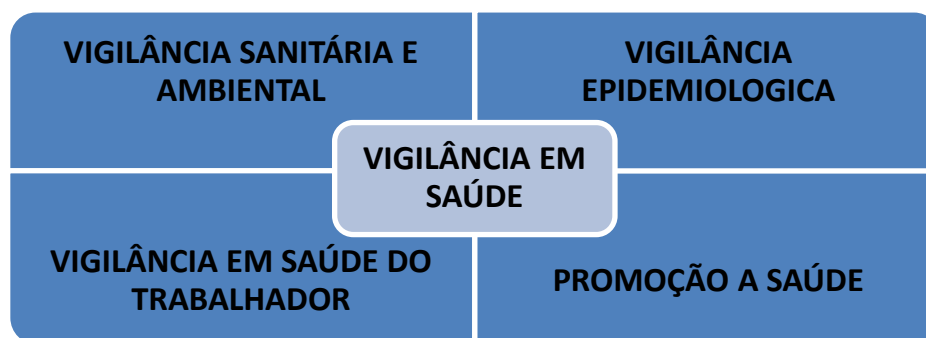 VIGILÂNCIA SANITÁRIA E
AMBIENTAL
VIGILÂNCIA
EPIDEMIOLOGICA
VIGILÂNCIA EM
SAÚDE
VIGILÂNCIA EM SAÚDE DO
TRABALHADOR
PROMOÇÃO A SAÚDE